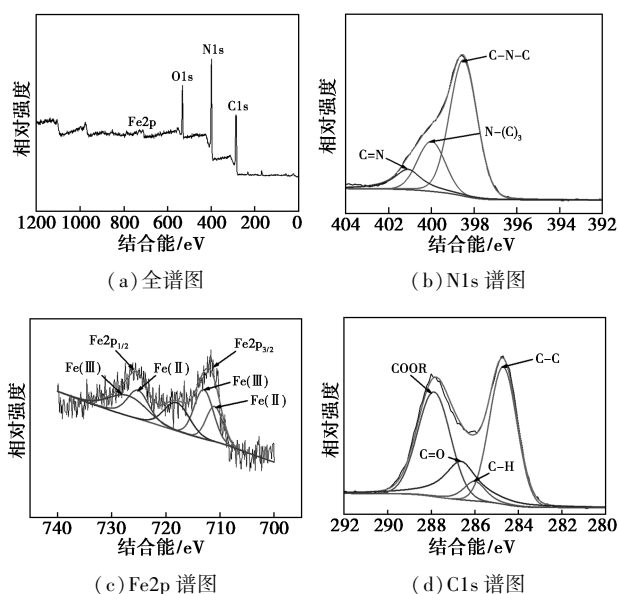 相对强度
Fe2p
O1s
N1s
C1s
1200 1000 800 600 400 200 0
结合能/eV
(a)全谱图
相对强度
C-N-C
N-(C)₃
C=N
404 402 400 398 396 394 392
结合能/eV
(b)N1s 谱图
相对强度
Fe2p₁/₂
Fe(Ⅲ)
Fe(Ⅱ)
Fe2p₃/₂
Fe(Ⅲ)
Fe(Ⅱ)
740 730 720 710 700
结合能/eV
(c)Fe2p 谱图
相对强度
COOR
C-C
C=O
C-H
292 290 288 286 284 282 280
结合能/eV
(d)C1s 谱图